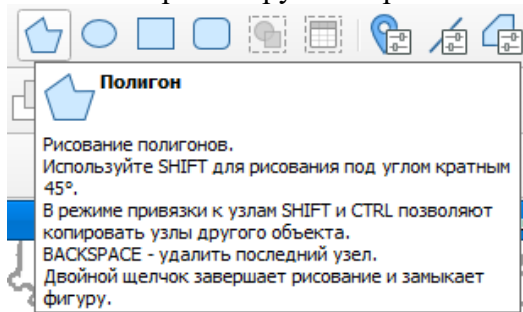 Полигон
Рисование полигонов.
Используйте SHIFT для рисования под углом кратным
45°.
В режиме привязки к узлам SHIFT и CTRL позволяют
копировать узлы другого объекта.
BACKSPACE - удалить последний узел.
Двойной щелчок завершает рисование и замыкает
фигуру.